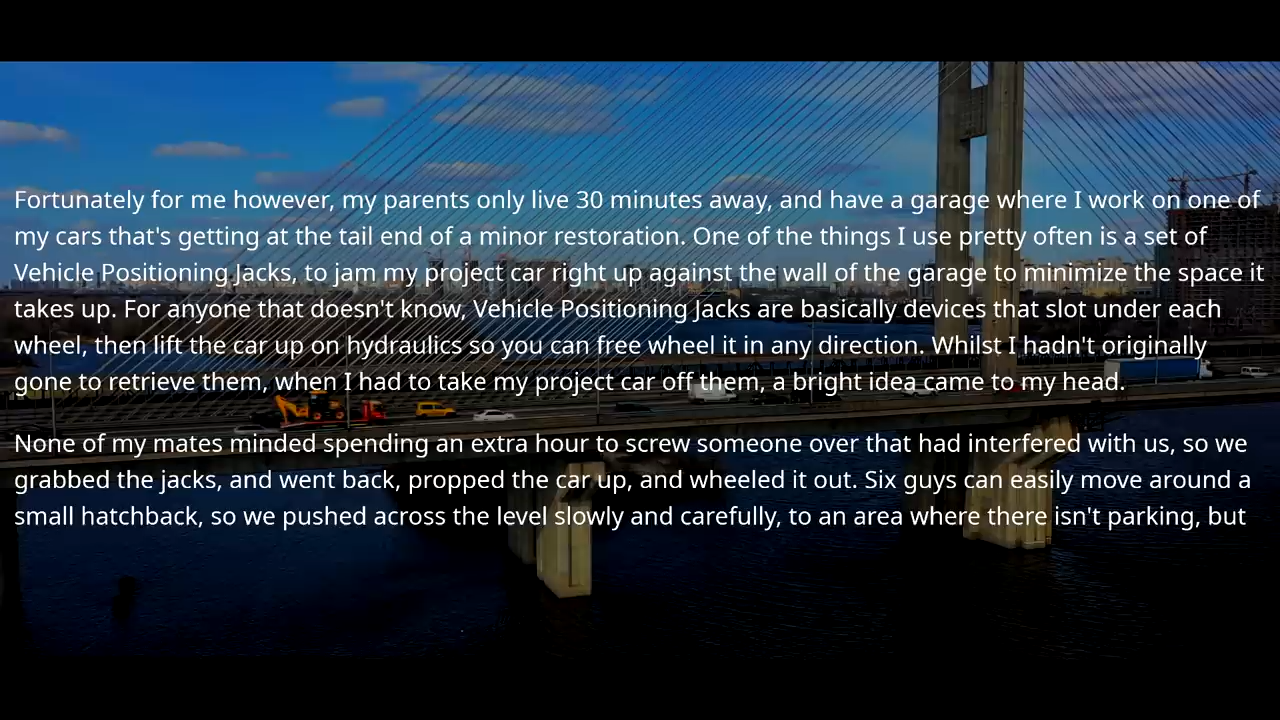 Fortunately for me however, my parents only live 30 minutes away, and have a garage where I work on one of
my cars that's getting at the tail end of a minor restoration. One of the things I use pretty often is a set of
Vehicle Positioning Jacks, to jam my project car right up against the wall of the garage to minimize the space it
takes up. For anyone that doesn't know, Vehicle Positioning Jacks are basically devices that slot under each
wheel, then lift the car up on hydraulics so you can free wheel it in any direction. Whilst I hadn't originally
gone to retrieve them, when I had to take my project car off them, a bright idea came to my head.
None of my mates minded spending an extra hour to screw someone over that had interfered with us, so we
grabbed the jacks, and went back, propped the car up, and wheeled it out. Six guys can easily move around a
small hatchback, so we pushed across the level slowly and carefully, to an area where there isn't parking, but